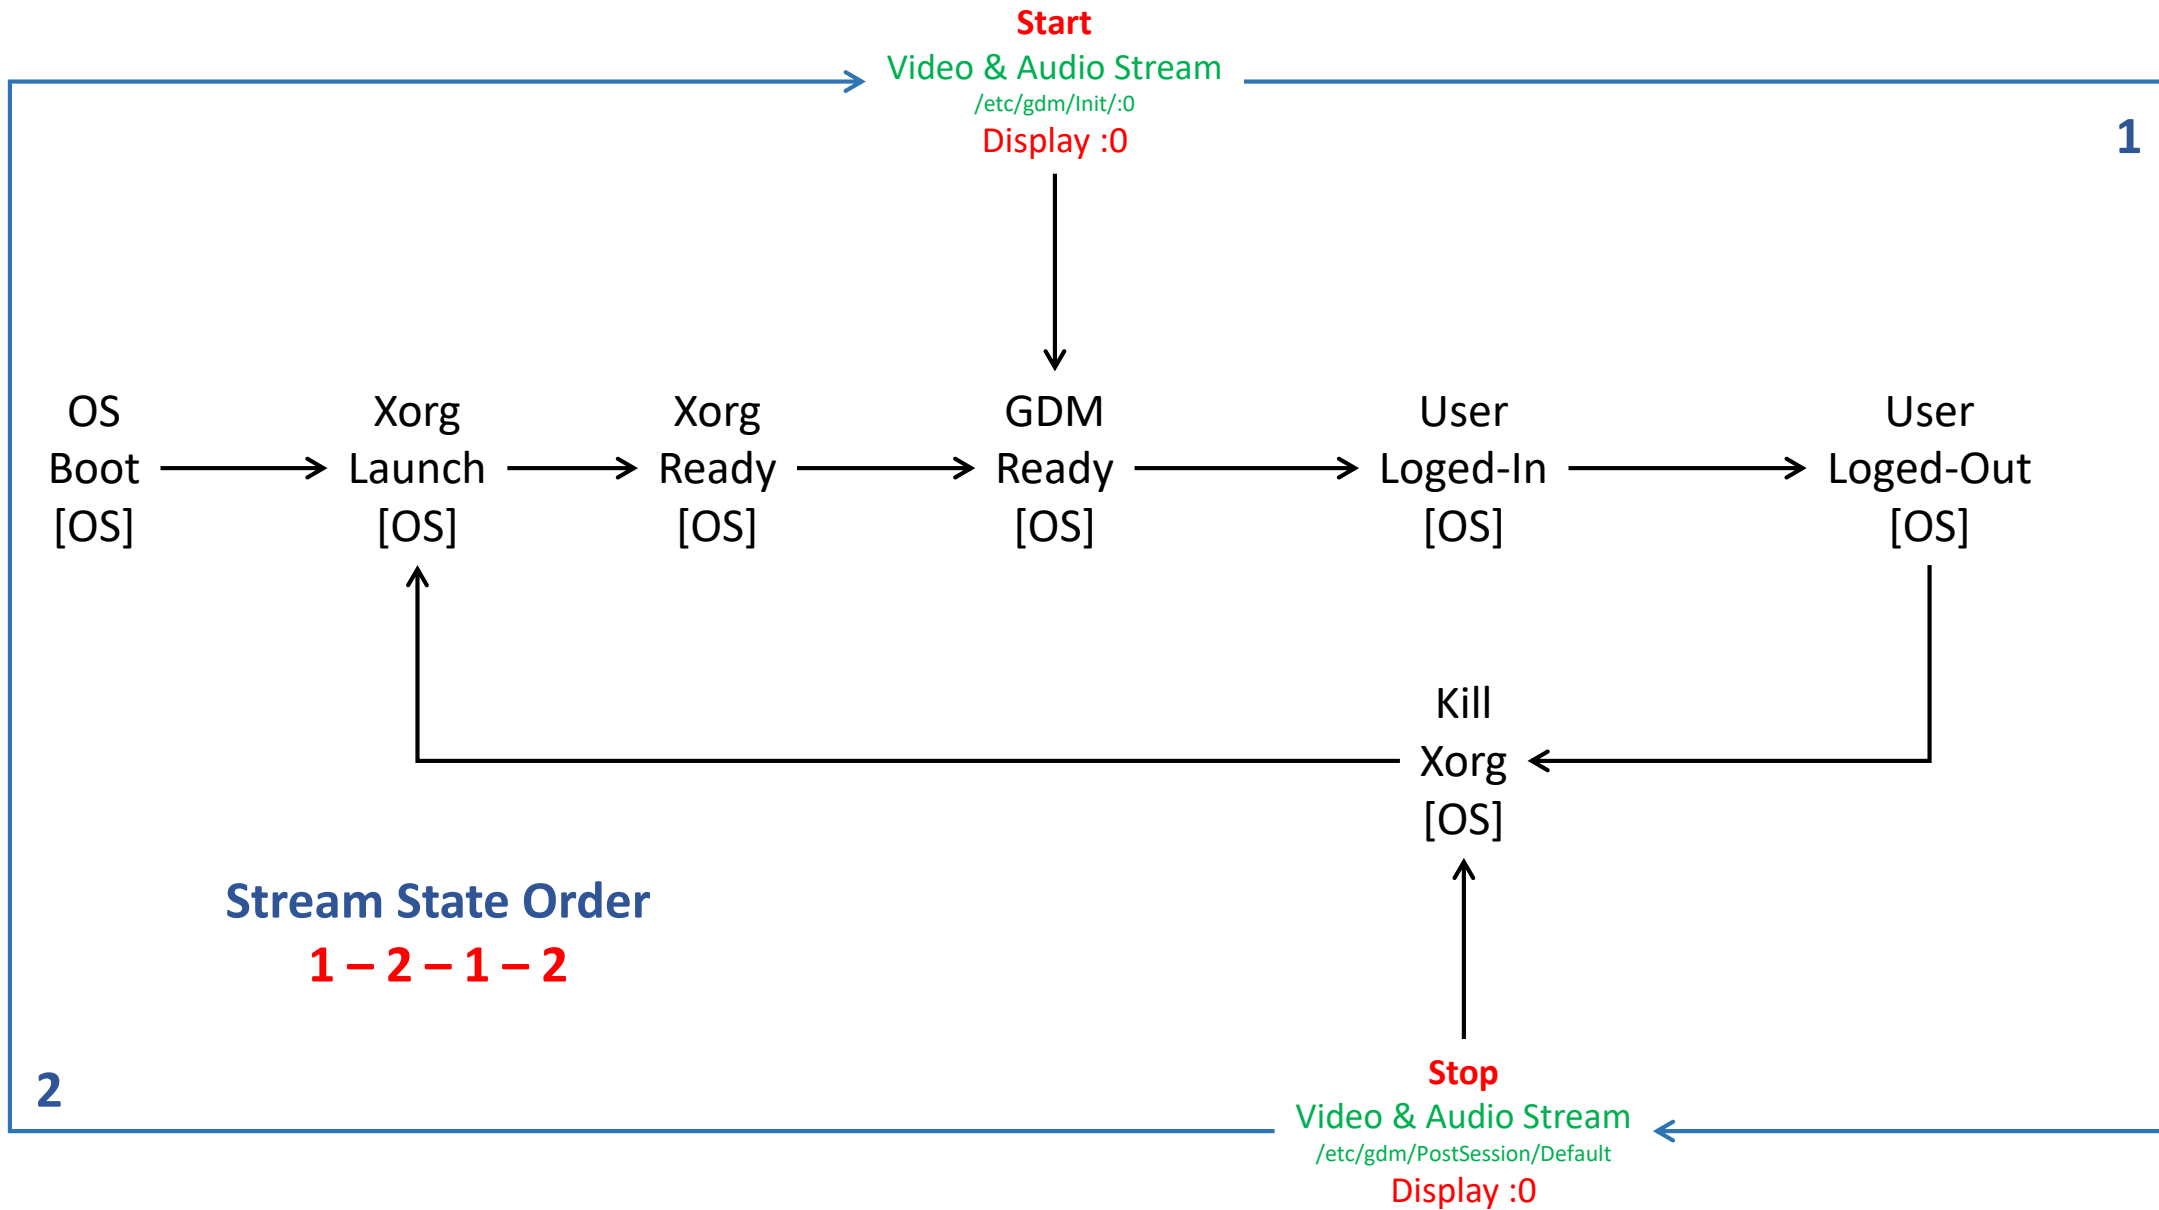 Start
Video & Audio Stream
/etc/gdm/Init/:0
Display :0
1
OS
Boot
[OS]
Xorg
Launch
[OS]
Xorg
Ready
[OS]
GDM
Ready
[OS]
User
Loged-In
[OS]
User
Loged-Out
[OS]
Kill
Xorg
[OS]
Stream State Order
1 – 2 – 1 – 2
2
Stop
Video & Audio Stream
/etc/gdm/PostSession/Default
Display :0